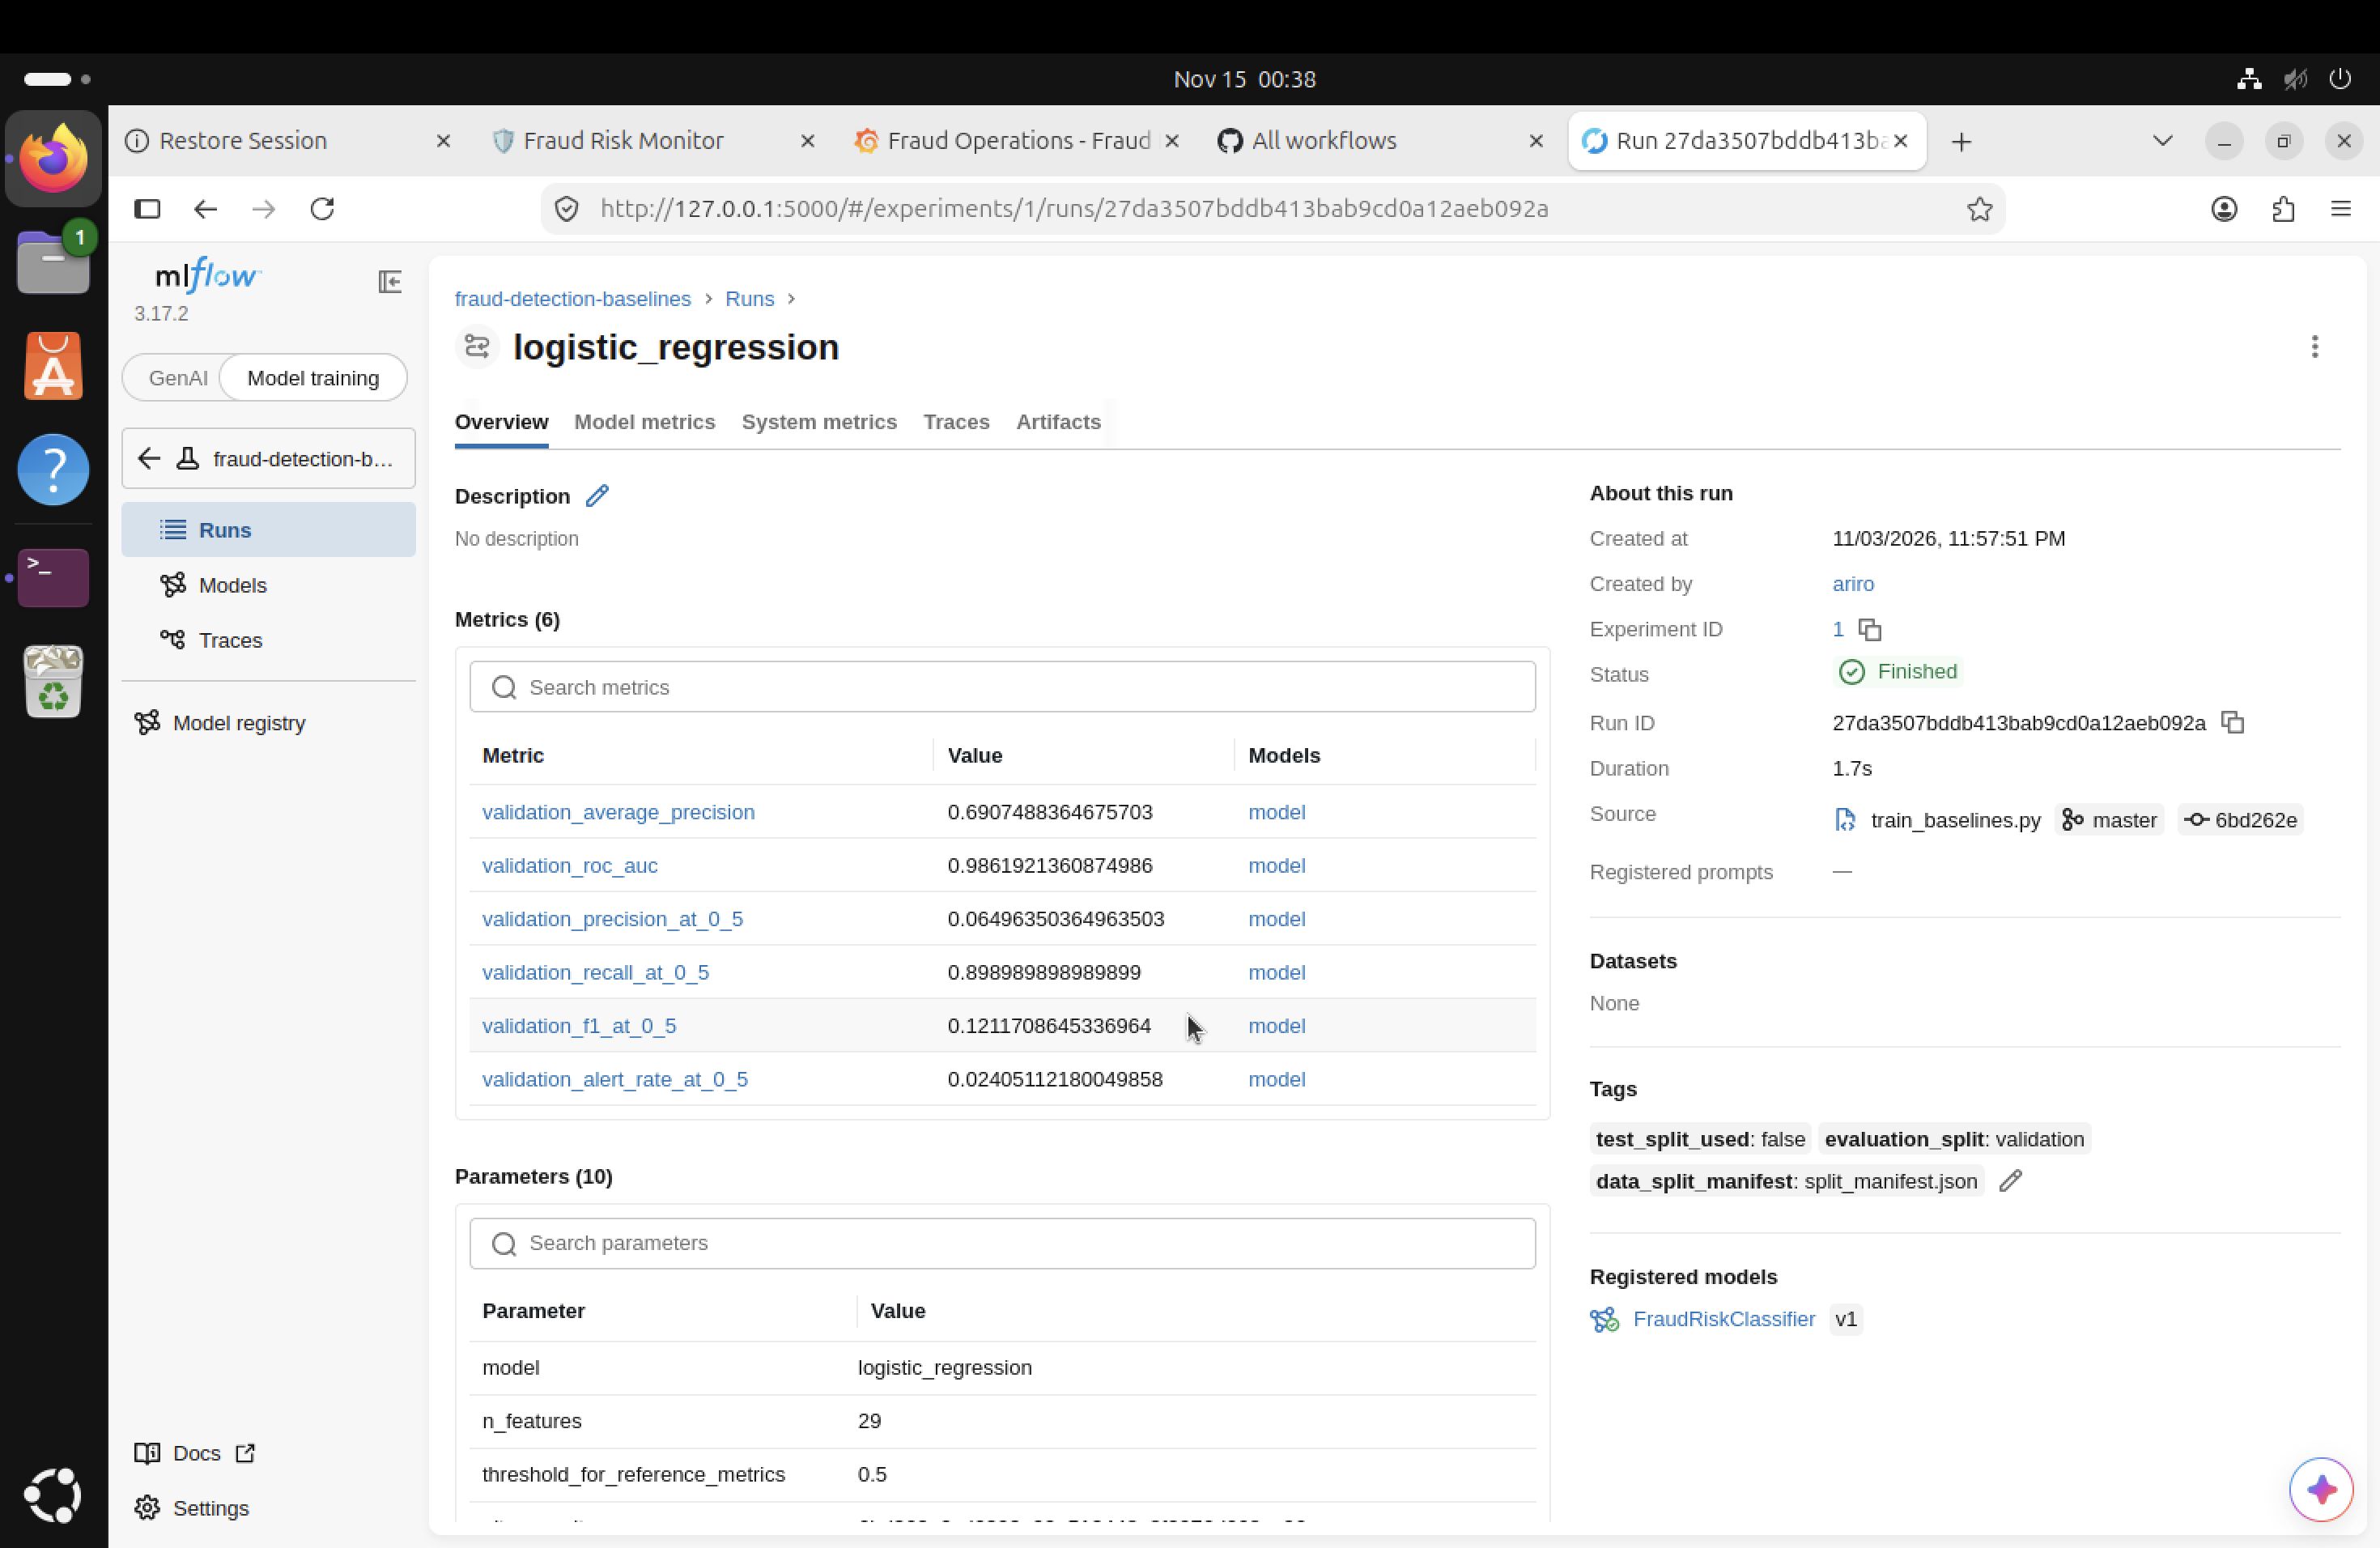 Nov 15 00:38
Restore Session
Fraud Risk Monitor
Fraud Operations - Fraud
All workflows
Run 27da3507bddb413ba
http://127.0.0.1:5000/#/experiments/1/runs/27da3507bddb413bab9cd0a12aeb092a
1
mlflow
3.17.2
GenAI Model training
fraud-detection-b...
Runs
Models
Traces
Model registry
Docs
Settings
fraud-detection-baselines > Runs >
logistic_regression
Overview Model metrics System metrics Traces Artifacts
Description
No description
Metrics (6)
Search metrics
Metric Value Models
validation_average_precision 0.6907488364675703 model
validation_roc_auc 0.9861921360874986 model
validation_precision_at_0_5 0.06496350364963503 model
validation_recall_at_0_5 0.898989898989899 model
validation_f1_at_0_5 0.1211708645336964 model
validation_alert_rate_at_0_5 0.02405112180049858 model
Parameters (10)
Search parameters
Parameter Value
model logistic_regression
n_features 29
threshold_for_reference_metrics 0.5
About this run
Created at 11/03/2026, 11:57:51 PM
Created by ariro
Experiment ID 1
Status Finished
Run ID 27da3507bddb413bab9cd0a12aeb092a
Duration 1.7s
Source train_baselines.py master 6bd262e
Registered prompts —
Datasets
None
Tags
test_split_used: false evaluation_split: validation
data_split_manifest: split_manifest.json
Registered models
FraudRiskClassifier v1